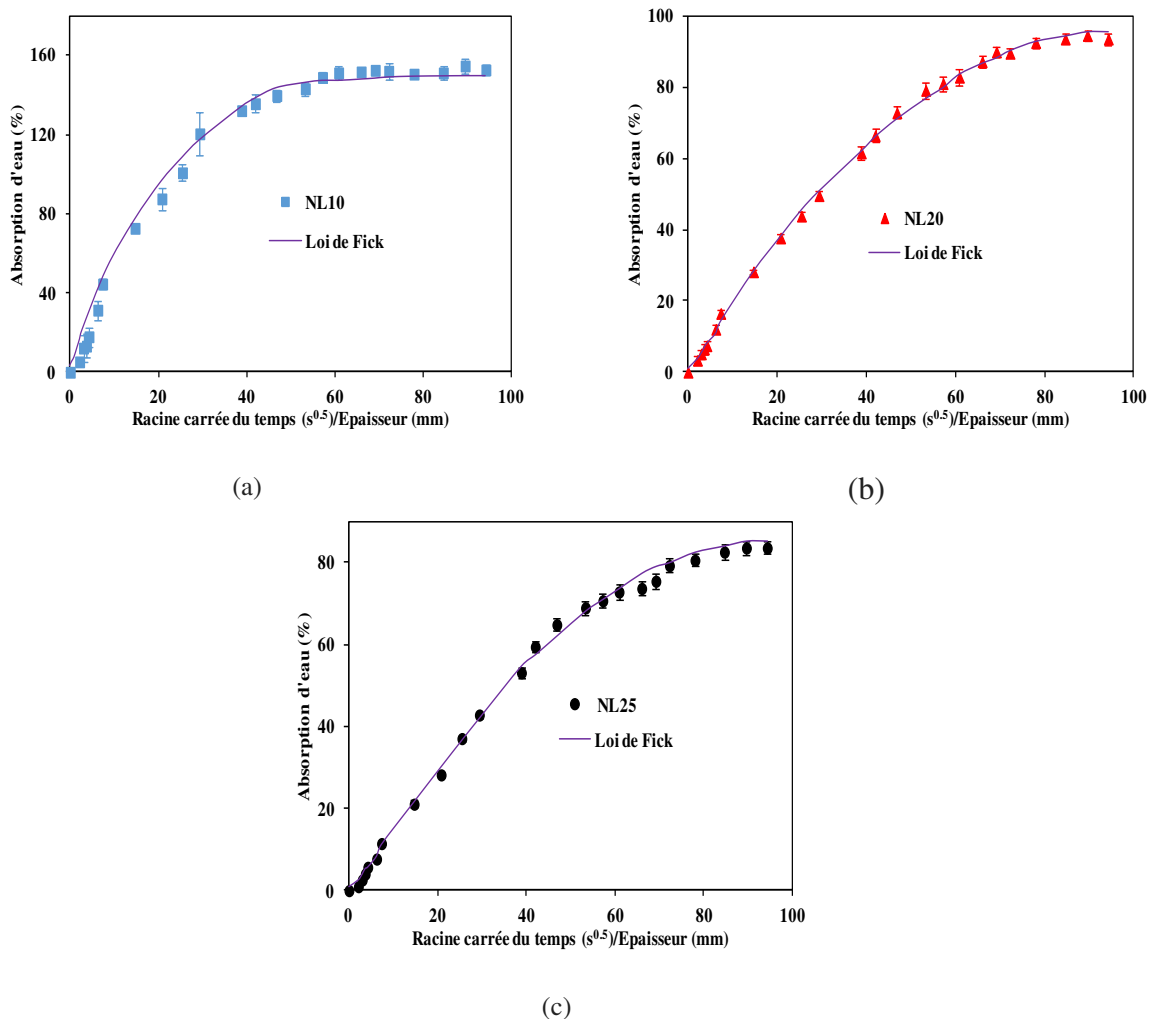 160
120
80
40
0
Absorption d'eau (%)
NL10
Loi de Fick
0 20 40 60 80 100
Racine carrée du temps (s0.5)/Epaisseur (mm)
(a)
100
80
60
40
20
0
Absorption d'eau (%)
NL20
Loi de Fick
0 20 40 60 80 100
Racine carrée du temps (s0.5)/Epaisseur (mm)
(b)
80
60
40
20
0
Absorption d'eau (%)
NL25
Loi de Fick
0 20 40 60 80 100
Racine carrée du temps (s0.5)/Epaisseur (mm)
(c)